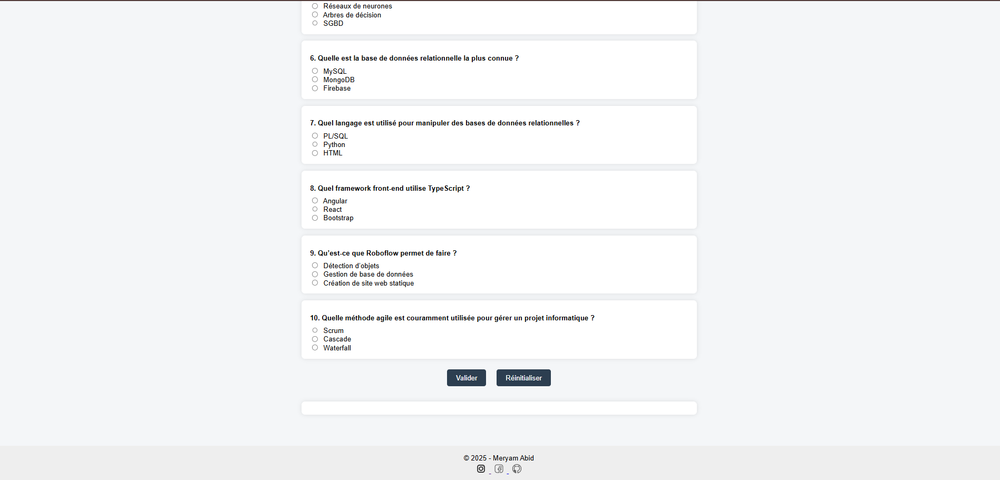 Réseaux de neurones
Arbres de décision
SGBD
6. Quelle est la base de données relationnelle la plus connue ?
MySQL
MongoDB
Firebase
7. Quel langage est utilisé pour manipuler des bases de données relationnelles ?
PL/SQL
Python
HTML
8. Quel framework front-end utilise TypeScript ?
Angular
React
Bootstrap
9. Qu'est-ce que Roboflow permet de faire ?
Détection d'objets
Gestion de base de données
Création de site web statique
10. Quelle méthode agile est couramment utilisée pour gérer un projet informatique ?
Scrum
Cascade
Waterfall
Valider
Réinitialiser
© 2025 - Meryam Abid